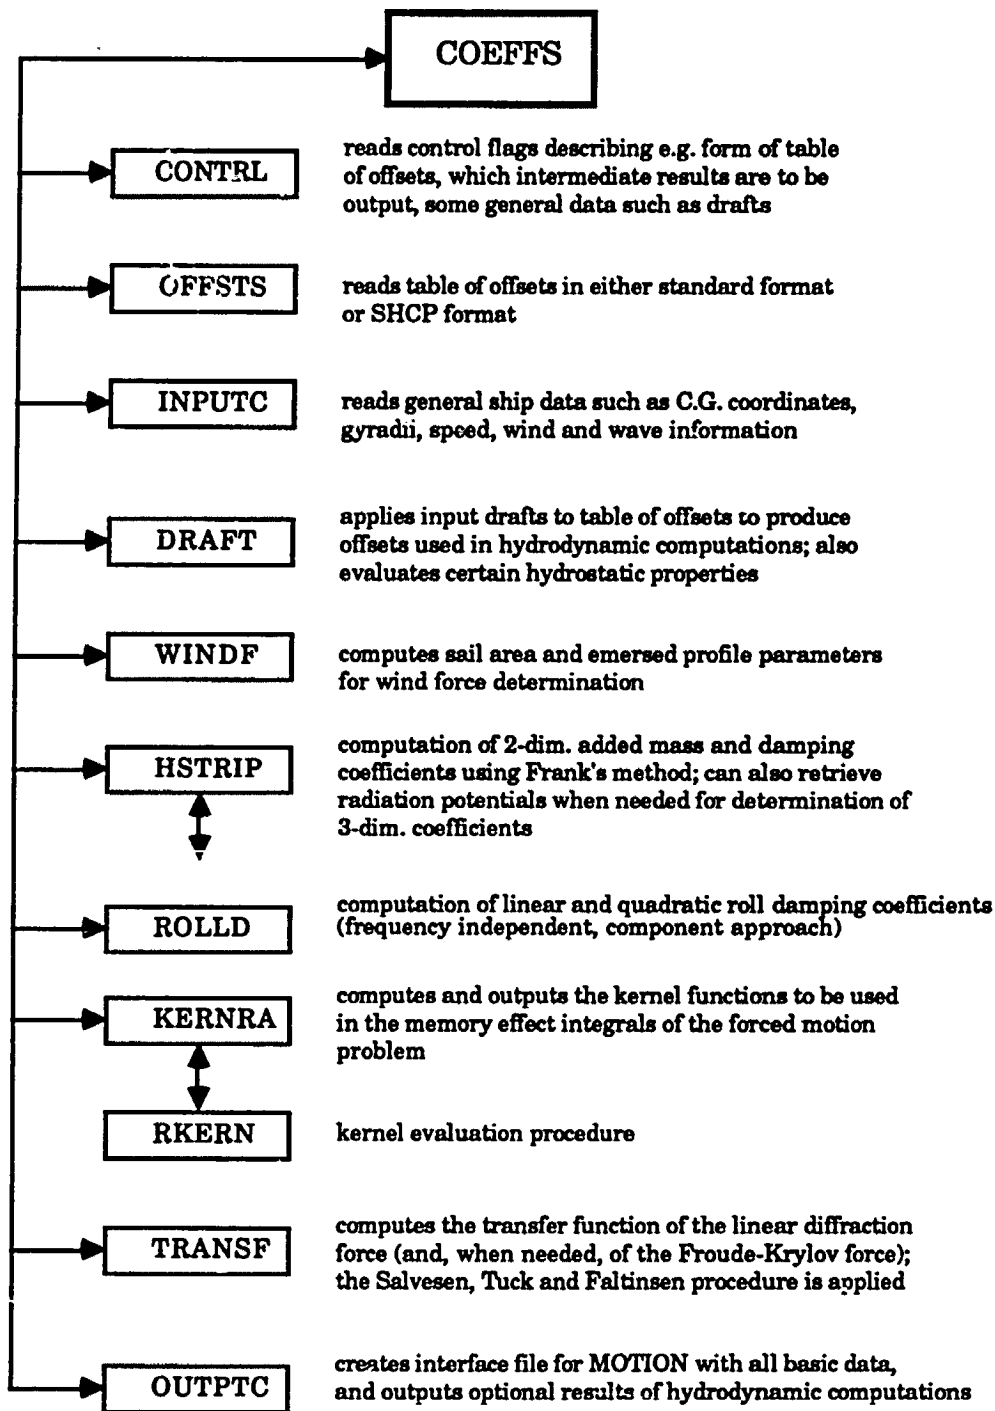 COEFFS
CONTRL
reads control flags describing e.g. form of table
of offsets, which intermediate results are to be
output, some general data such as drafts
OFFSTS
reads table of offsets in either standard format
or SHCP format
INPUTC
reads general ship data such as C.G. coordinates,
gyradii, speed, wind and wave information
DRAFT
applies input drafts to table of offsets to produce
offsets used in hydrodynamic computations; also
evaluates certain hydrostatic properties
WINDF
computes sail area and emersed profile parameters
for wind force determination
HSTRIP
computation of 2-dim. added mass and damping
coefficients using Frank's method; can also retrieve
radiation potentials when needed for determination of
3-dim. coefficients
ROLLD
computation of linear and quadratic roll damping coefficients
(frequency independent, component approach)
KERNRA
computes and outputs the kernel functions to be used
in the memory effect integrals of the forced motion
problem
RKERN
kernel evaluation procedure
TRANSF
computes the transfer function of the linear diffraction
force (and, when needed, of the Froude-Krylov force);
the Salvesen, Tuck and Faltinsen procedure is applied
OUTPTC
creates interface file for MOTION with all basic data,
and outputs optional results of hydrodynamic computations